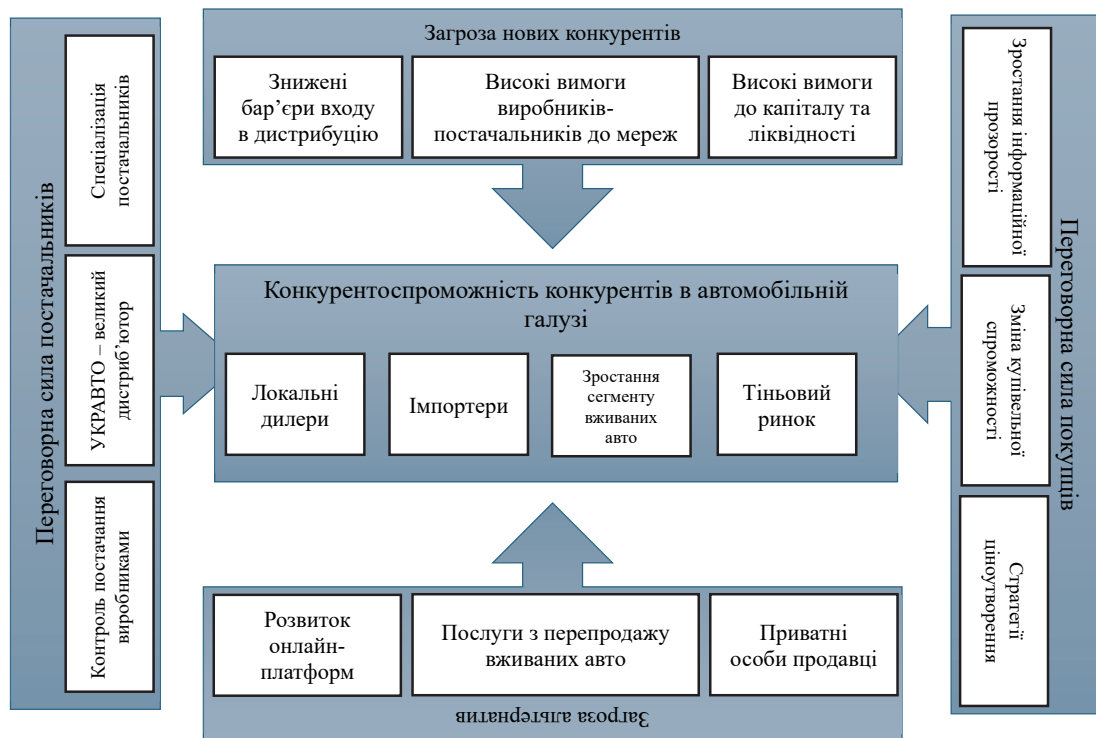 Загроза нових конкурентів
Знижені
бар’єри входу
в дистрибуцію
Високі вимоги
виробників-
постачальників до мереж
Високі вимоги
до капіталу та
ліквідності
Переговорна сила постачальників
Спеціалізація
постачальників
УКРАВТО – великий
дистриб’ютор
Контроль постачання
виробниками
Конкурентоспроможність конкурентів в автомобільній
галузі
Локальні
дилери
Імпортери
Зростання
сегменту
вживаних
авто
Тіньовий
ринок
Переговорна сила покупців
Зростання інформаційної
прозорості
Зміна купівельної
спроможності
Стратегії
ціноутворення
Розвиток
онлайн-
платформ
Послуги з перепродажу
вживаних авто
Приватні
особи продавці
Загроза альтернатив